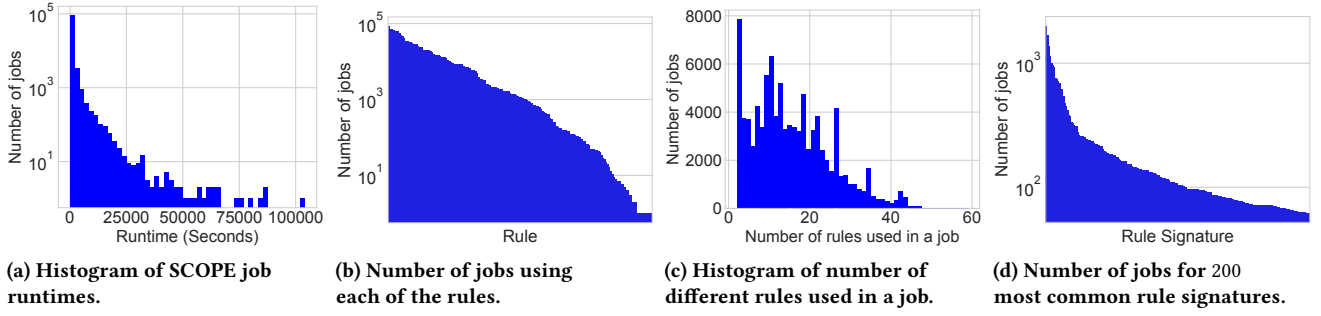 10^5
10^3
10^1
Number of jobs
0 25000 50000 75000 100000
Runtime (Seconds)
(a) Histogram of SCOPE job
runtimes.
10^5
10^3
10^1
Number of jobs
Rule
(b) Number of jobs using
each of the rules.
8000
6000
4000
2000
0
Number of jobs
0 20 40 60
Number of rules used in a job
(c) Histogram of number of
different rules used in a job.
10^3
10^2
Number of jobs
Rule Signature
(d) Number of jobs for 200
most common rule signatures.